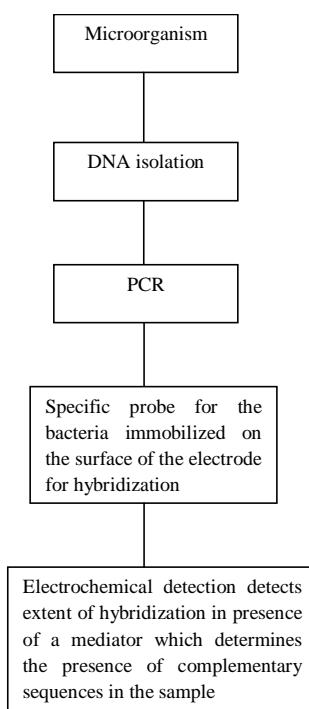 Microorganism
DNA isolation
PCR
Specific probe for the
bacteria immobilized on
the surface of the electrode
for hybridization
Electrochemical detection detects
extent of hybridization in presence
of a mediator which determines
the presence of complementary
sequences in the sample